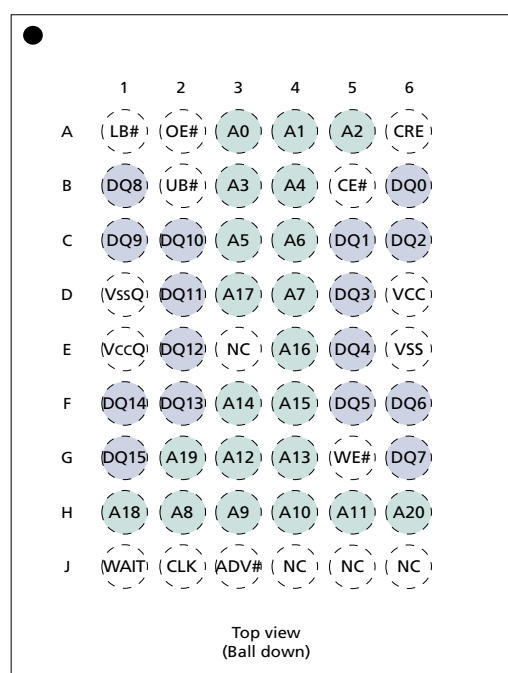 1 2 3 4 5 6
A LB# OE# A0 A1 A2 CRE
B DQ8 UB# A3 A4 CE# DQ0
C DQ9 DQ10 A5 A6 DQ1 DQ2
D VssQ DQ11 A17 A7 DQ3 VCC
E VccQ DQ12 NC A16 DQ4 VSS
F DQ14 DQ13 A14 A15 DQ5 DQ6
G DQ15 A19 A12 A13 WE# DQ7
H A18 A8 A9 A10 A11 A20
J WAIT CLK ADV# NC NC NC
Top view
(Ball down)